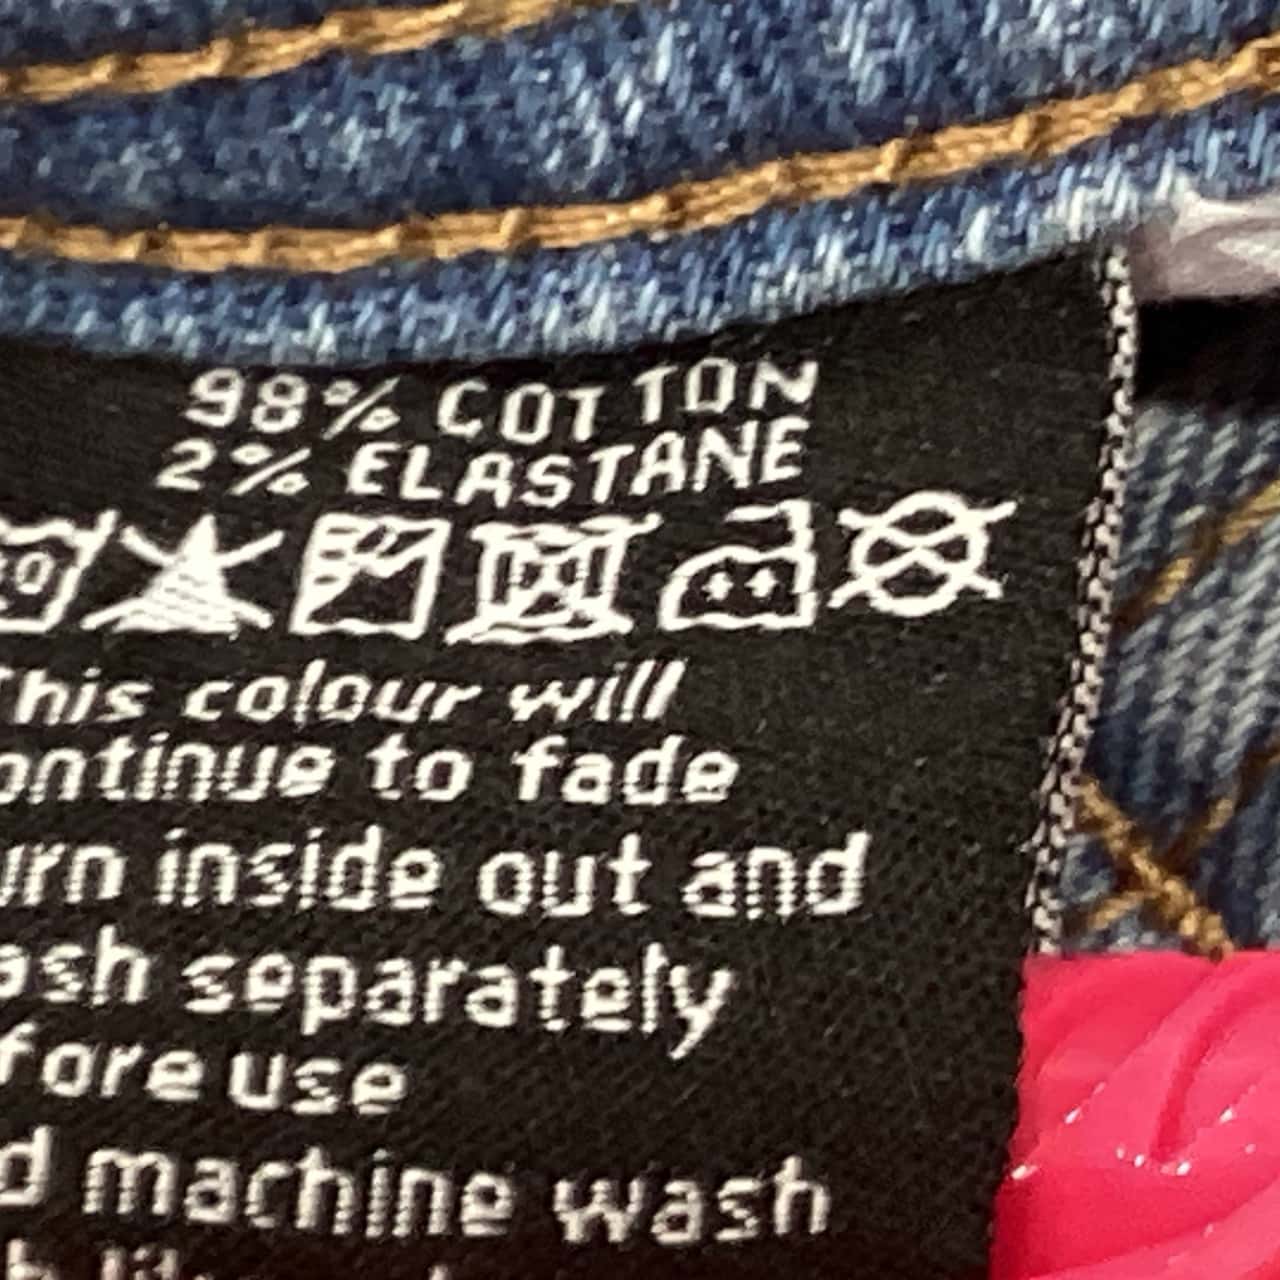 98% COTTON
2% ELASTANE
This colour will
continue to fade
urn inside out and
ash separately
fore use
d machine wash